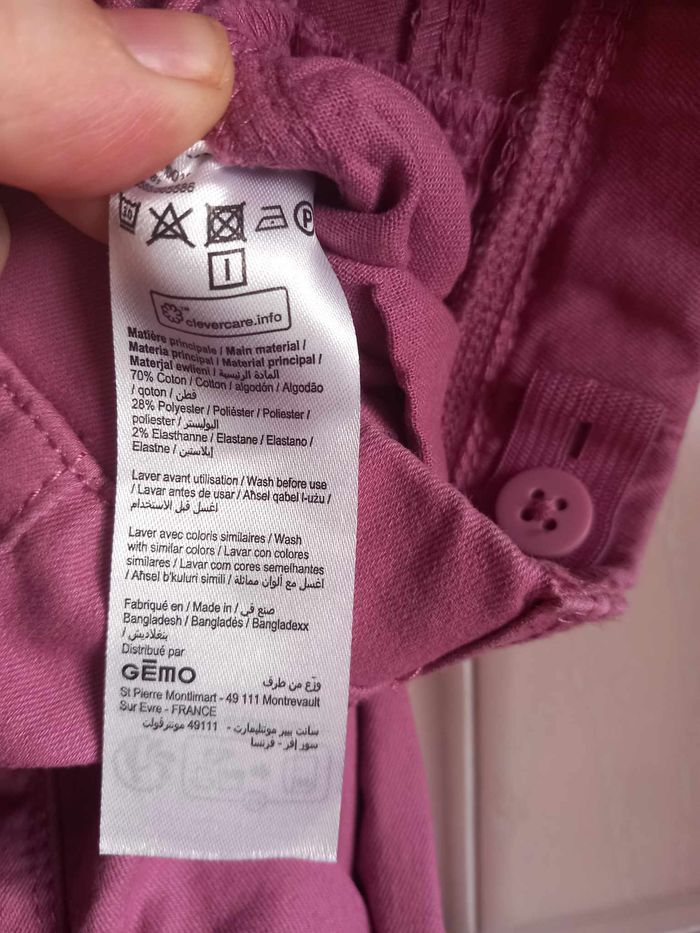 P
clevercare.info
Matière principale / Main material /
Materia principal / Material principal /
Materjal ewlieni / المادة الرئيسية
70% Coton / Cotton / algodón / Algodão
/ qoton / قطن
28% Polyester / Poliéster / Poliester /
poliester / البوليستر
2% Elasthanne / Elastane / Elastano /
Elastne / إيلاستين
Laver avant utilisation / Wash before use
/ Lavar antes de usar / Aħsel qabel l-użu /
اغسل قبل الاستخدام
Laver avec coloris similaires / Wash
with similar colors / Lavar con colores
similares / Lavar com cores semelhantes
/ Aħsel b'kuluri simili / اغسل مع ألوان مماثلة
Fabriqué en / Made in / صنع في
Bangladesh / Bangladés / Bangladexx
/ بنغلاديش
Distribué par
GĒMO وزّع من طرف
St Pierre Montlimart - 49 111 Montrevault
Sur Evre - FRANCE
سانت بيير مونتليمارت - 49111 مونترفولت
سور إفر - فرنسا